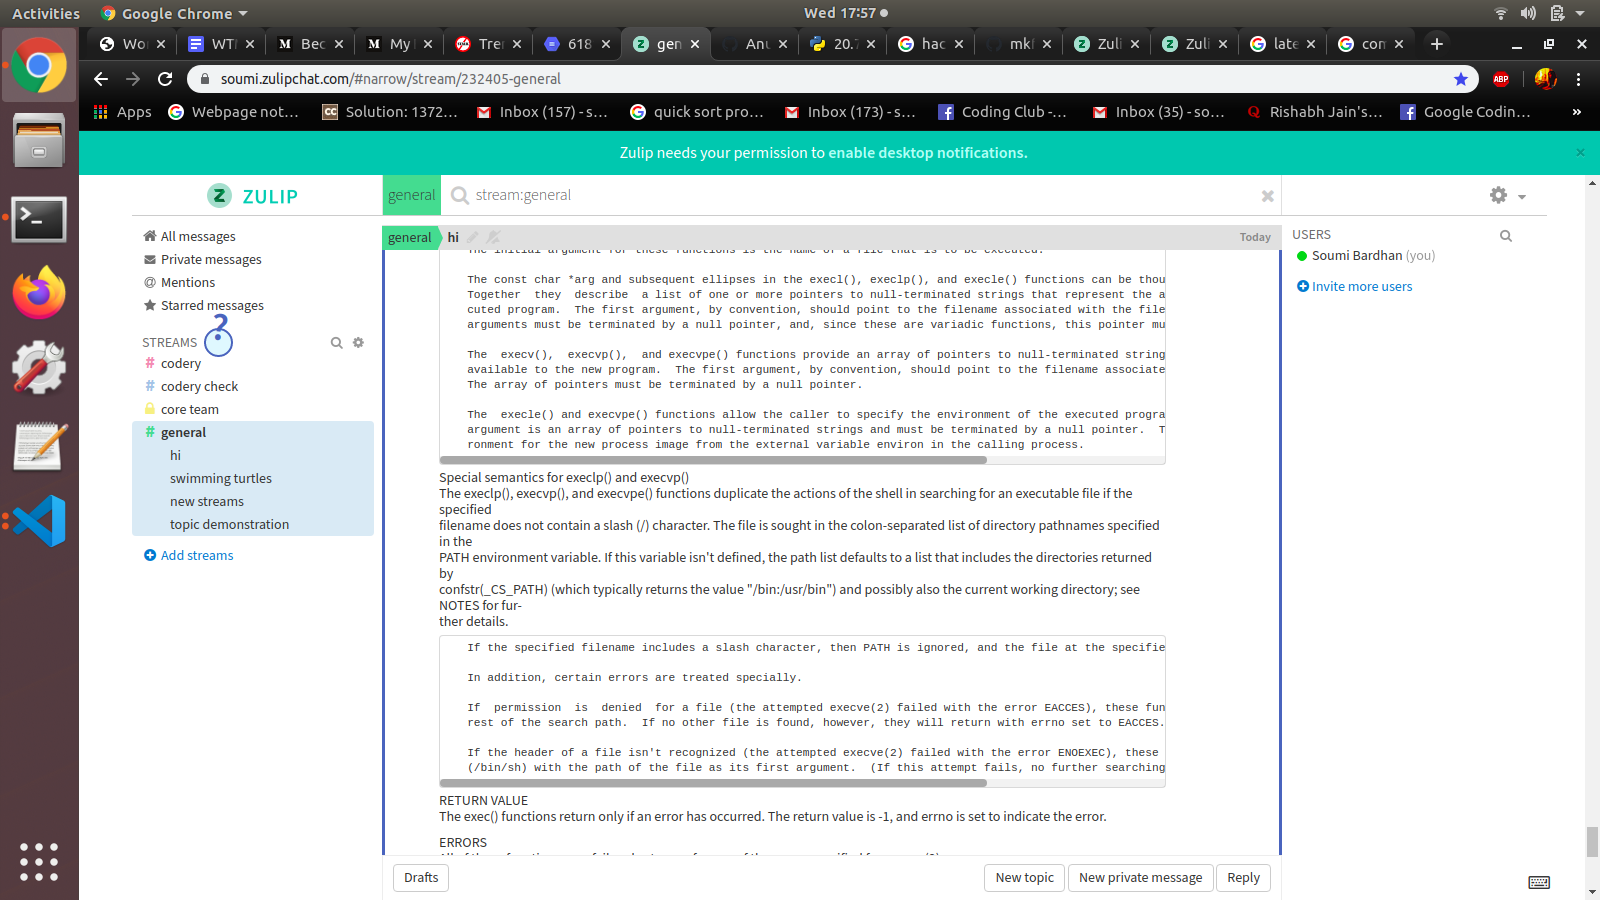 Activities
Google Chrome
Wed 17:57
Wo
WTM
Bec
My
Tre
618
gen
Anu
20.
hac
mkf
Zuli
Zuli
late
con
soumi.zulipchat.com/#narrow/stream/232405-general
ABP
Apps
Webpage not...
CC
Solution: 1372...
Inbox (157) - s...
quick sort pro...
Inbox (173) - s...
Coding Club -...
Inbox (35) - so...
Rishabh Jain's...
Google Codin...
»
Zulip needs your permission to enable desktop notifications.
ZULIP
general
stream:general
All messages
Private messages
Mentions
Starred messages
STREAMS
# codery
# codery check
core team
# general
hi
swimming turtles
new streams
topic demonstration
Add streams
general
hi
Today
The initial argument for these functions is the name of a file that is to be executed.
The const char *arg and subsequent ellipses in the execl(), execlp(), and execle() functions can be thou
Together they describe a list of one or more pointers to null-terminated strings that represent the a
cuted program. The first argument, by convention, should point to the filename associated with the file
arguments must be terminated by a null pointer, and, since these are variadic functions, this pointer mu
The execv(), execvp(), and execvpe() functions provide an array of pointers to null-terminated string
available to the new program. The first argument, by convention, should point to the filename associate
The array of pointers must be terminated by a null pointer.
The execle() and execvpe() functions allow the caller to specify the environment of the executed progra
argument is an array of pointers to null-terminated strings and must be terminated by a null pointer. T
ronment for the new process image from the external variable environ in the calling process.
Special semantics for execlp() and execvp()
The execlp(), execvp(), and execvpe() functions duplicate the actions of the shell in searching for an executable file if the
specified
filename does not contain a slash (/) character. The file is sought in the colon-separated list of directory pathnames specified
in the
PATH environment variable. If this variable isn't defined, the path list defaults to a list that includes the directories returned
by
confstr(_CS_PATH) (which typically returns the value "/bin:/usr/bin") and possibly also the current working directory; see
NOTES for fur-
ther details.
If the specified filename includes a slash character, then PATH is ignored, and the file at the specifie
In addition, certain errors are treated specially.
If permission is denied for a file (the attempted execve(2) failed with the error EACCES), these fun
rest of the search path. If no other file is found, however, they will return with errno set to EACCES.
If the header of a file isn't recognized (the attempted execve(2) failed with the error ENOEXEC), these
(/bin/sh) with the path of the file as its first argument. (If this attempt fails, no further searching
RETURN VALUE
The exec() functions return only if an error has occurred. The return value is -1, and errno is set to indicate the error.
ERRORS
Drafts
New topic
New private message
Reply
USERS
Soumi Bardhan (you)
Invite more users